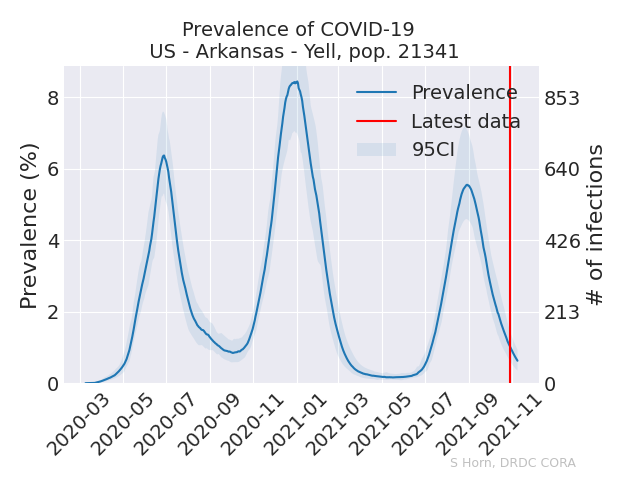 Prevalence of COVID-19
US - Arkansas - Yell, pop. 21341
Prevalence (%)
# of infections
8
6
4
2
0
853
640
426
213
0
Prevalence
Latest data
95CI
2020-03
2020-05
2020-07
2020-09
2020-11
2021-01
2021-03
2021-05
2021-07
2021-09
2021-11
S Horn, DRDC CORA